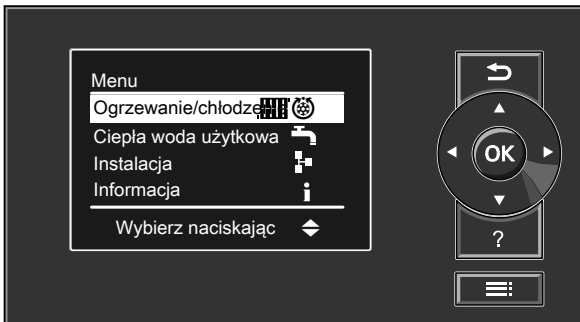 Menu
Ogrzewanie/chłodze
Ciepła woda użytkowa
Instalacja
Informacja
Wybierz naciskając
OK
?